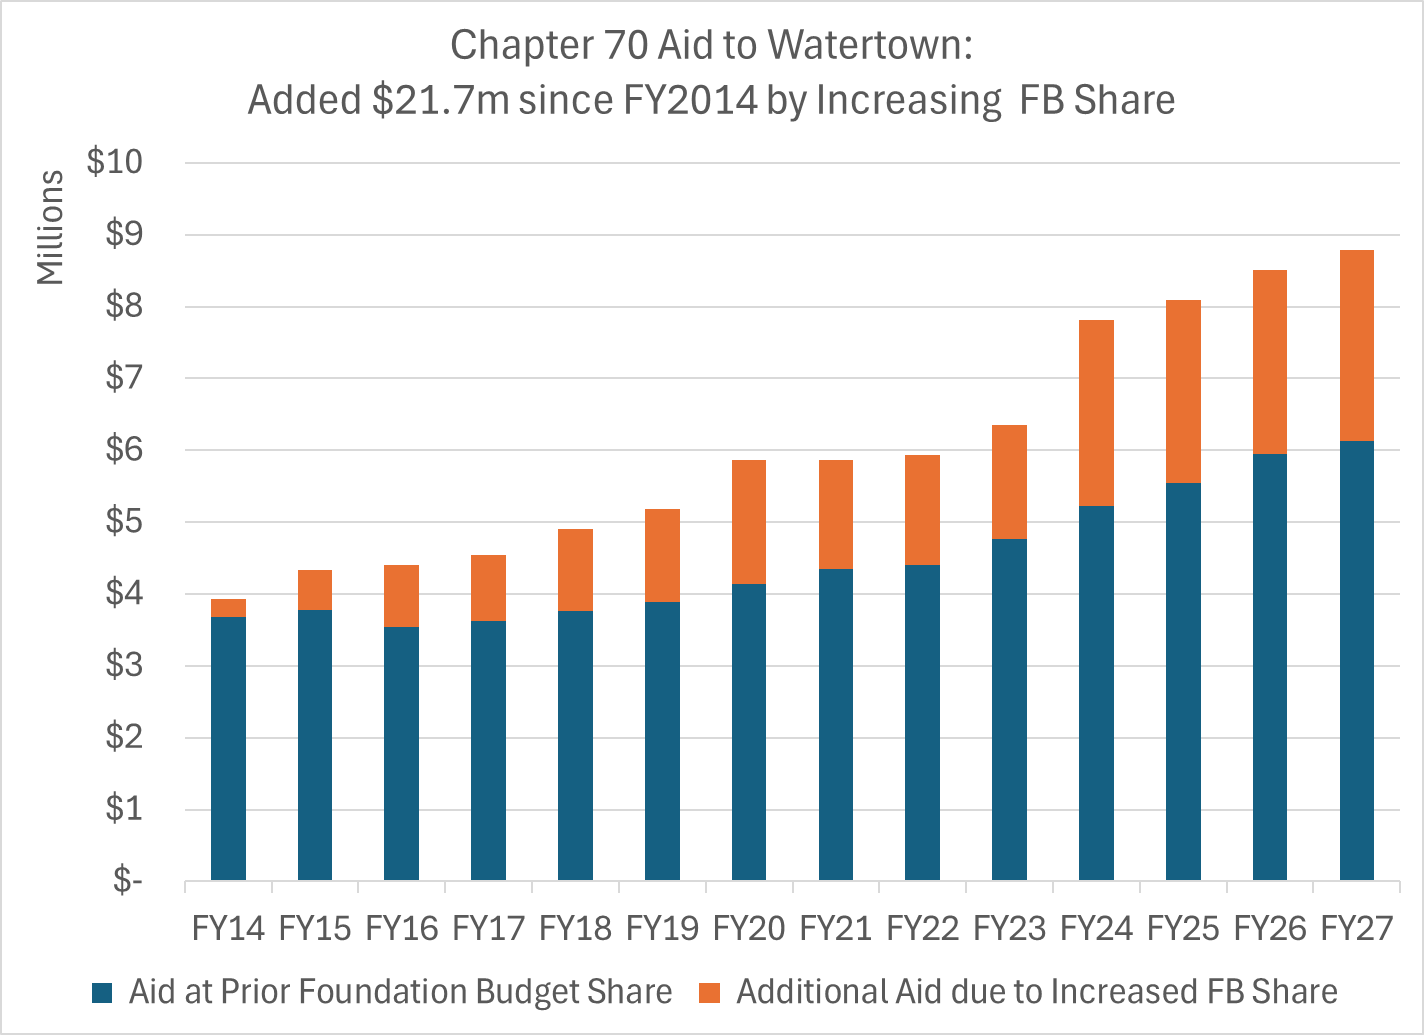 Chapter 70 Aid to Watertown:
Added $21.7m since FY2014 by Increasing FB Share
Millions
$10
$9
$8
$7
$6
$5
$4
$3
$2
$1
$-
FY14 FY15 FY16 FY17 FY18 FY19 FY20 FY21 FY22 FY23 FY24 FY25 FY26 FY27
Aid at Prior Foundation Budget Share Additional Aid due to Increased FB Share